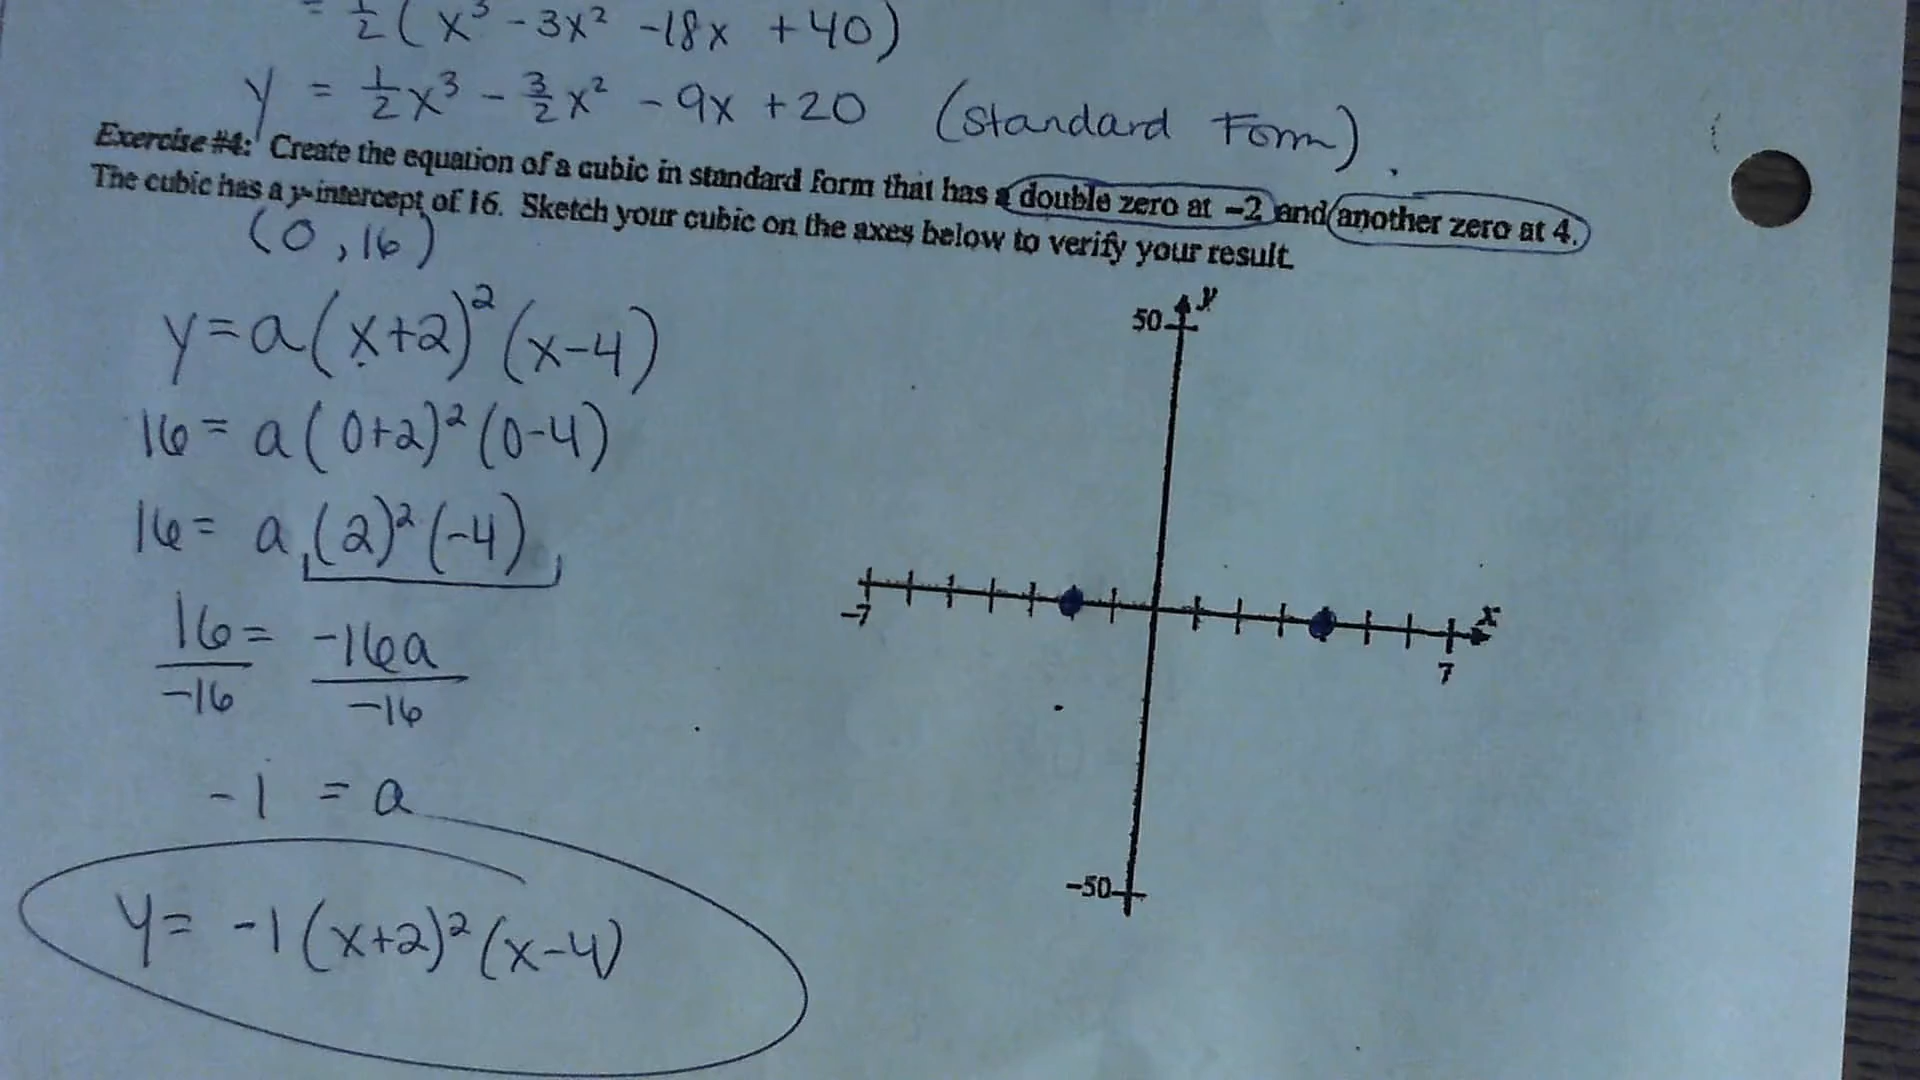 = 1/2 (x³ - 3x² - 18x + 40)
y = 1/2 x³ - 3/2 x² - 9x + 20 (Standard Form).
Exercise #4: Create the equation of a cubic in standard form that has a double zero at −2 and another zero at 4.
The cubic has a y-intercept of 16. Sketch your cubic on the axes below to verify your result.
(0, 16)
y = a(x+2)²(x-4)
16 = a(0+2)²(0-4)
16 = a(2)²(-4)
16 = -16a
-16 -16
-1 = a
y = -1(x+2)²(x-4)
y
50
-7
x
7
-50